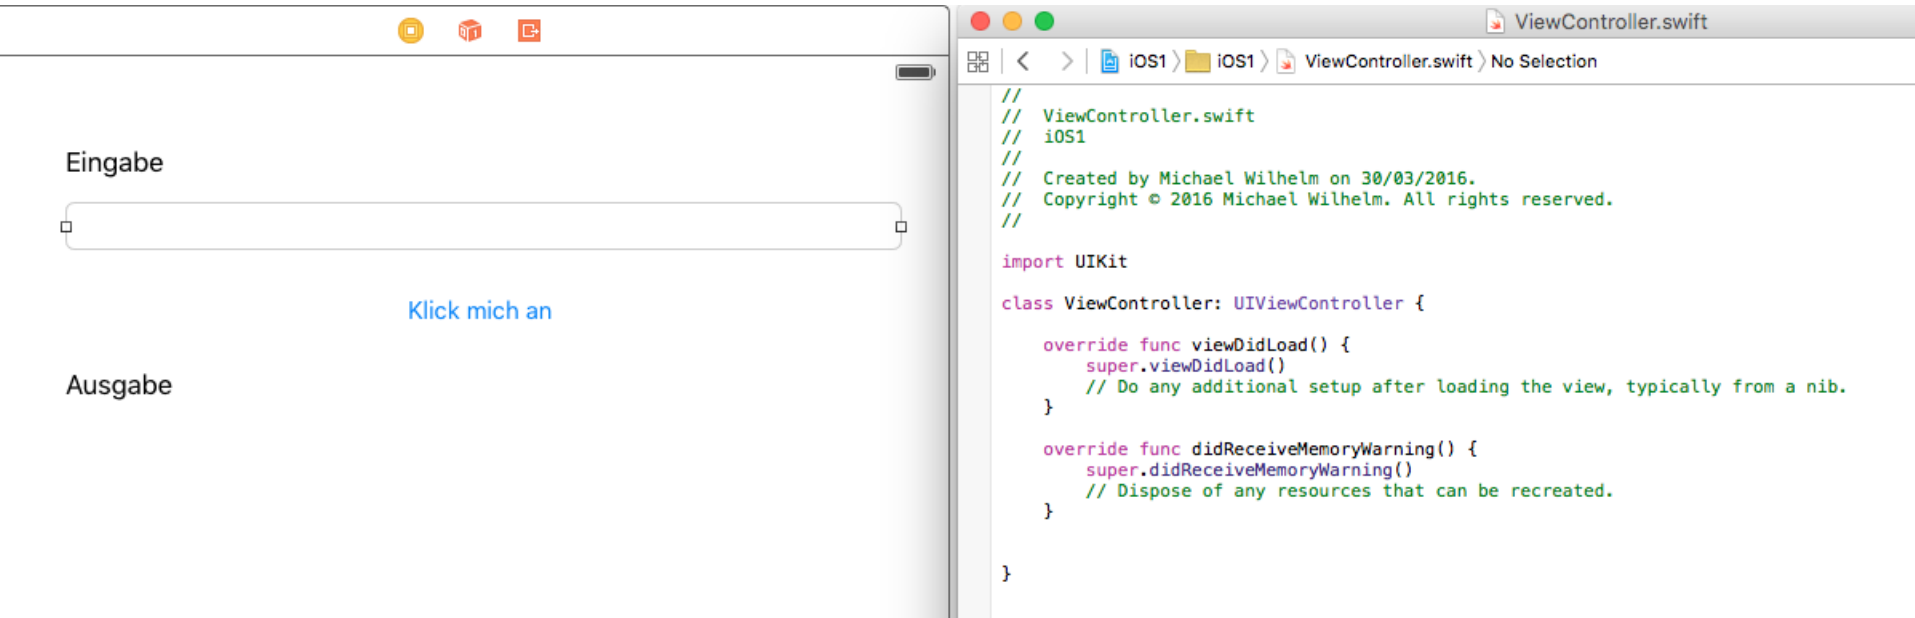 Eingabe
Klick mich an
Ausgabe
ViewController.swift
iOS1 〉 iOS1 〉 ViewController.swift 〉 No Selection
//
//  ViewController.swift
//  iOS1
//
//  Created by Michael Wilhelm on 30/03/2016.
//  Copyright © 2016 Michael Wilhelm. All rights reserved.
//
import UIKit
class ViewController: UIViewController {
    override func viewDidLoad() {
        super.viewDidLoad()
        // Do any additional setup after loading the view, typically from a nib.
    }
    override func didReceiveMemoryWarning() {
        super.didReceiveMemoryWarning()
        // Dispose of any resources that can be recreated.
    }
}